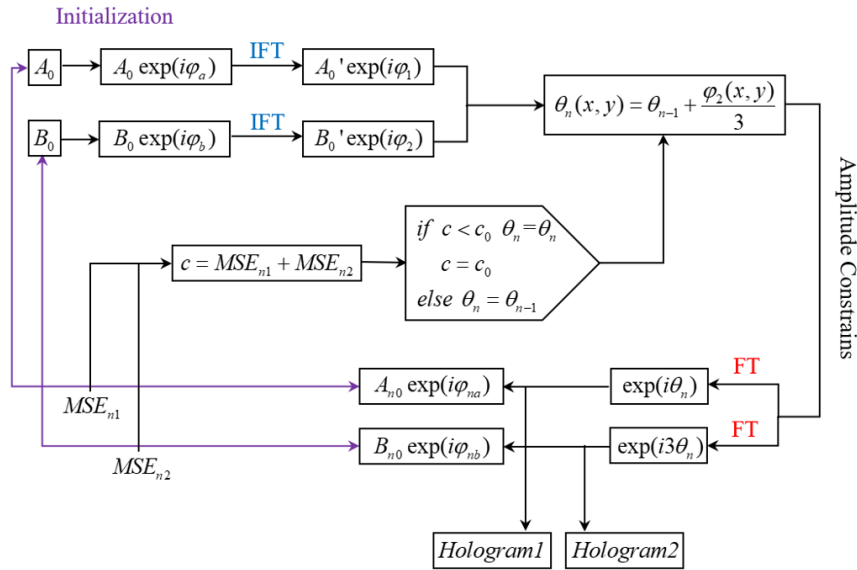 Initialization
A₀ A₀ exp(iφₐ) IFT A₀'exp(iφ₁)
θₙ(x, y) = θₙ₋₁ + φ₂(x, y)/3
B₀ B₀ exp(iφ_b) IFT B₀'exp(iφ₂)
Amplitude Constrains
if c < c₀ θₙ=θₙ
c = MSEₙ₁ + MSEₙ₂
c = c₀
else θₙ = θₙ₋₁
FT
Aₙ₀ exp(iφₙₐ) exp(iθₙ)
MSEₙ₁
FT
Bₙ₀ exp(iφ_nb) exp(i3θₙ)
MSEₙ₂
Hologram1 Hologram2